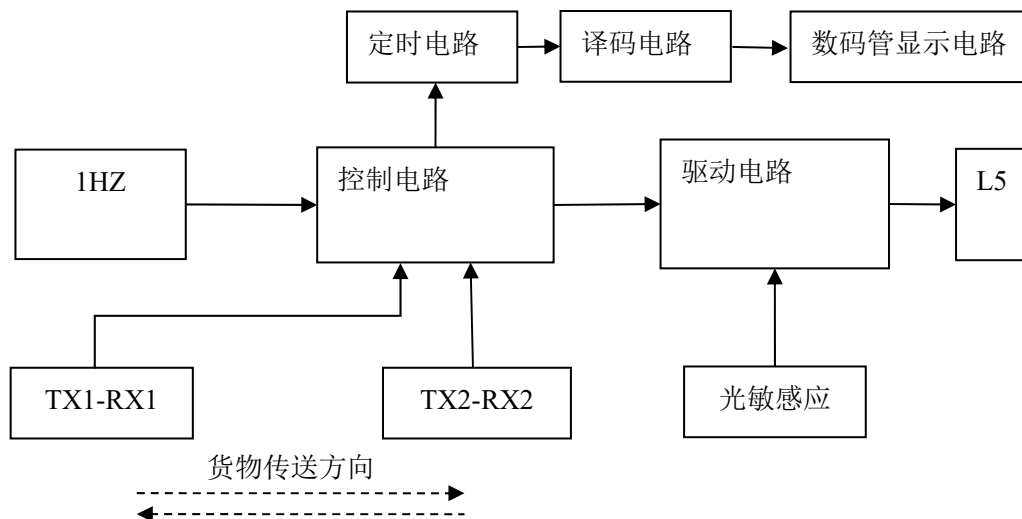 定时电路
译码电路
数码管显示电路
1HZ
控制电路
驱动电路
L5
TX1-RX1
TX2-RX2
光敏感应
货物传送方向